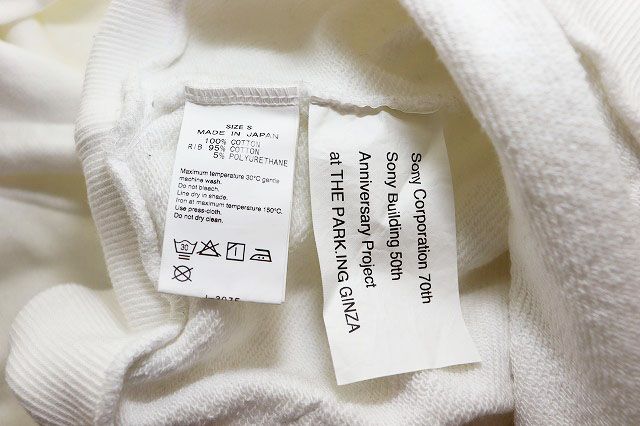 SIZE S
MADE IN JAPAN
100% COTTON
RIB 95% COTTON
5% POLYURETHANE
Maximum temperature 30°C gentle
machine wash.
Do not bleach.
Line dry in shade.
Iron at maximum temperature 150°C.
Use press-cloth.
Do not dry clean.
30
Sony Corporation 70th
Sony Building 50th
Anniversary Project
at THE PARK.ING GINZA